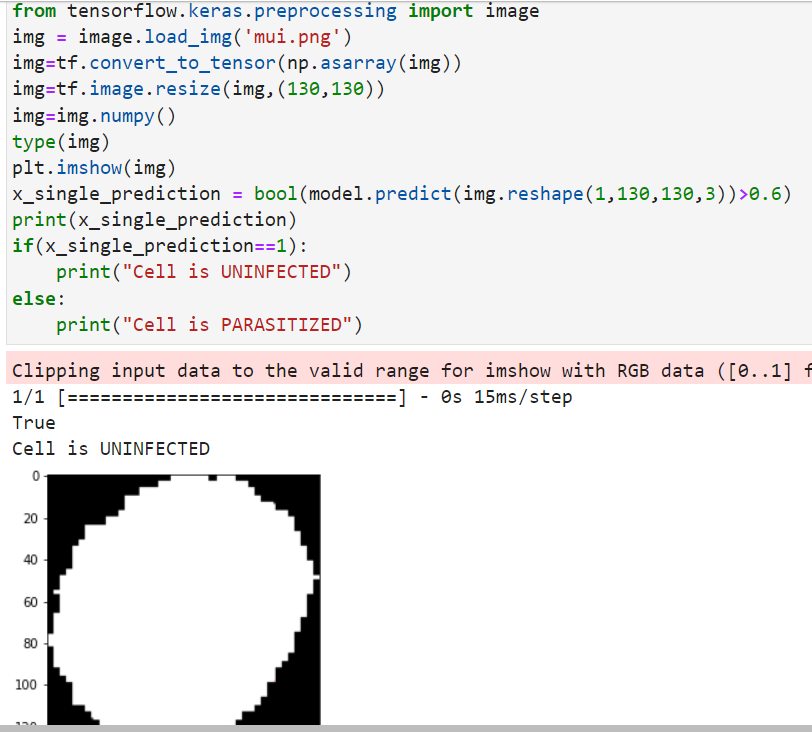 from tensorflow.keras.preprocessing import image
img = image.load_img('mui.png')
img=tf.convert_to_tensor(np.asarray(img))
img=tf.image.resize(img,(130,130))
img=img.numpy()
type(img)
plt.imshow(img)
x_single_prediction = bool(model.predict(img.reshape(1,130,130,3))>0.6)
print(x_single_prediction)
if(x_single_prediction==1):
    print("Cell is UNINFECTED")
else:
    print("Cell is PARASITIZED")
Clipping input data to the valid range for imshow with RGB data ([0..1] f
1/1 [==============================] - 0s 15ms/step
True
Cell is UNINFECTED
0
20
40
60
80
100